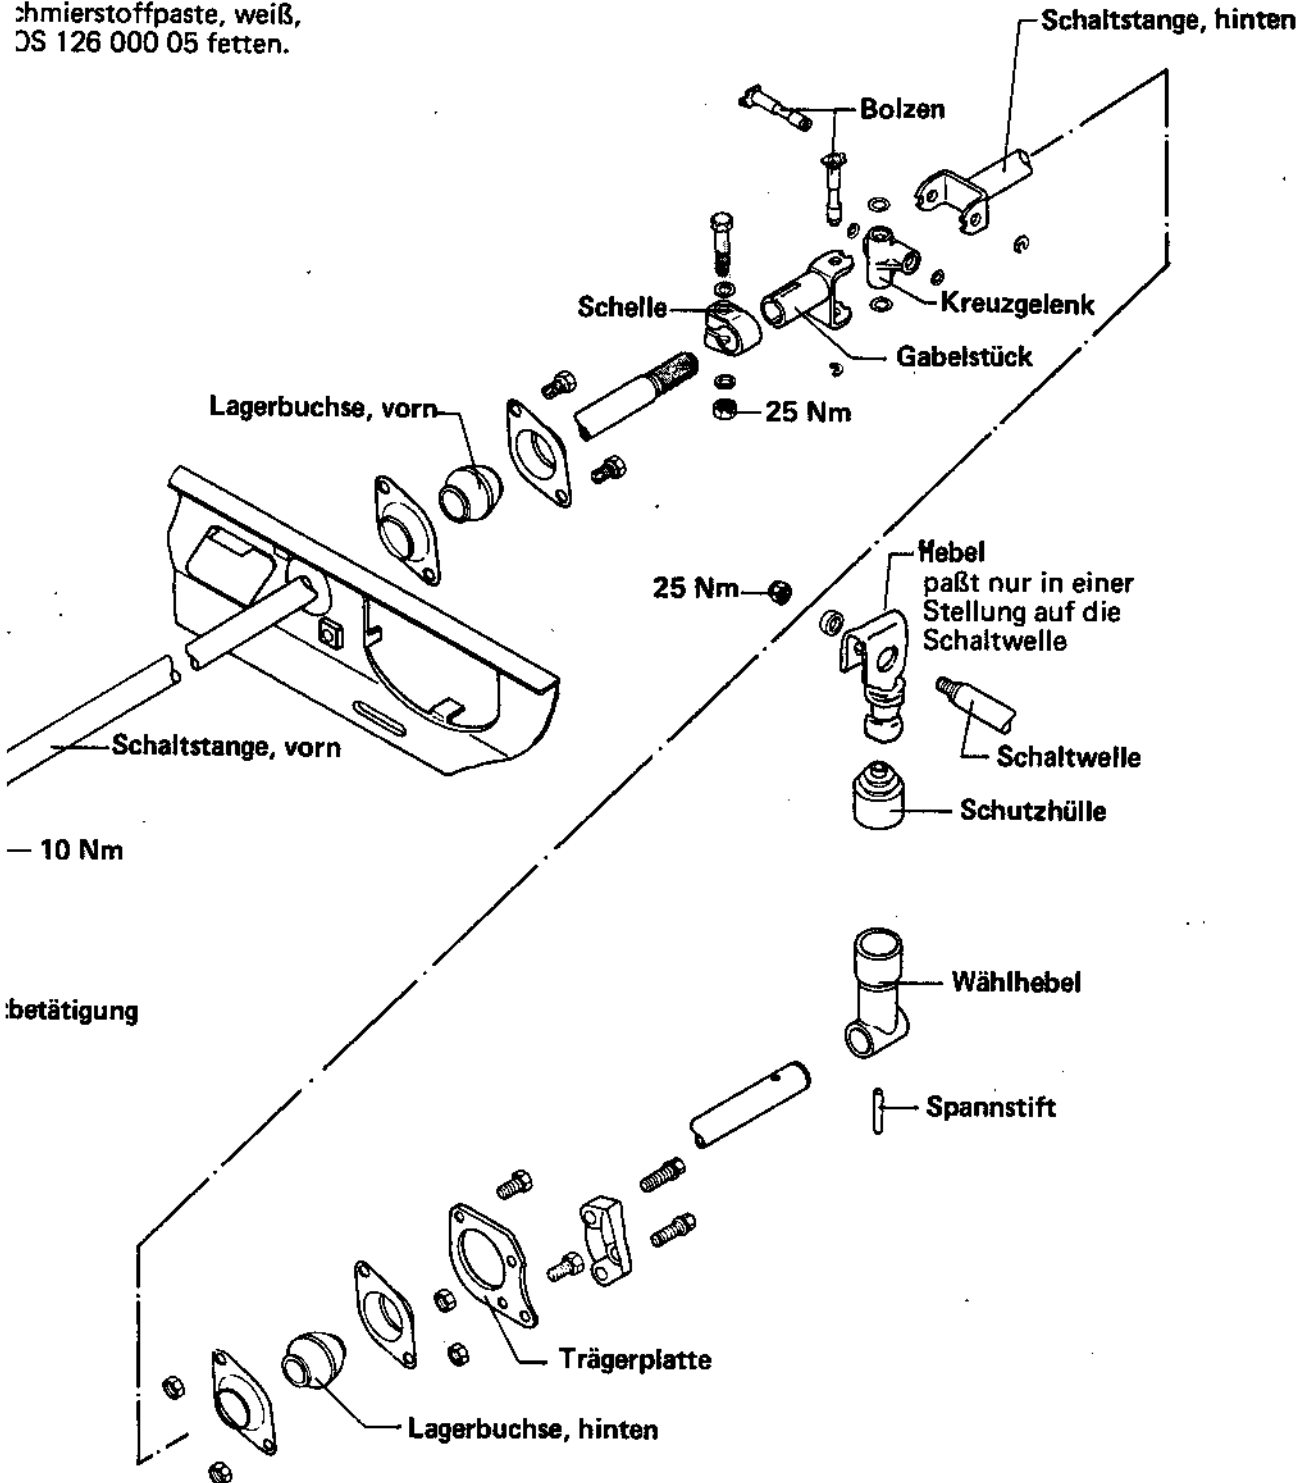 chmierstoffpaste, weiß,
OS 126 000 05 fetten.
Schaltstange, hinten
Bolzen
Kreuzgelenk
Schelle
Gabelstück
Lagerbuchse, vorn
25 Nm
Hebel
paßt nur in einer
Stellung auf die
Schaltwelle
25 Nm
Schaltstange, vorn
Schaltwelle
Schutzhülle
— 10 Nm
Wählhebel
betätigung
Spannstift
Trägerplatte
Lagerbuchse, hinten